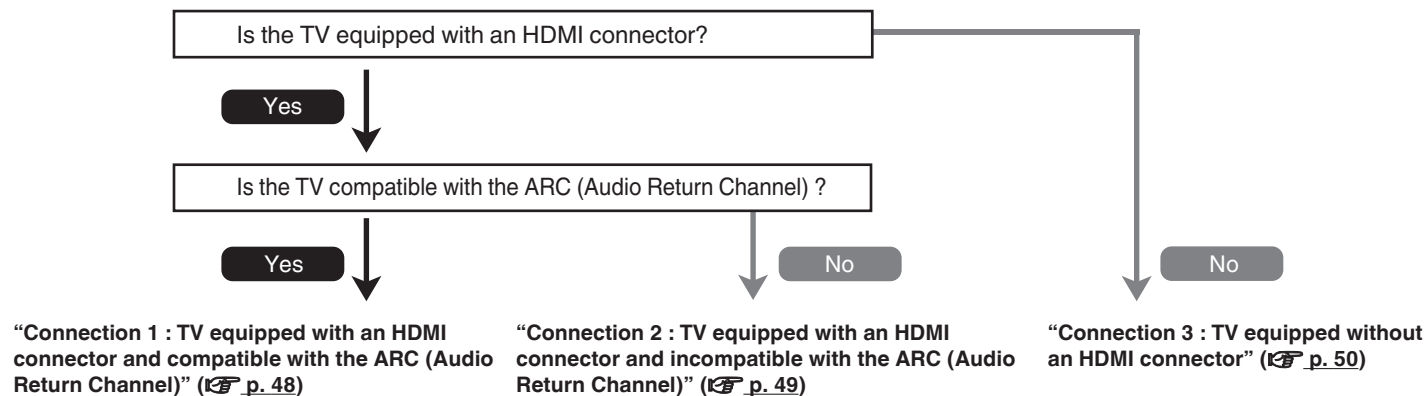 Is the TV equipped with an HDMI connector?
Yes
Is the TV compatible with the ARC (Audio Return Channel) ?
Yes
No
No
“Connection 1 : TV equipped with an HDMI
connector and compatible with the ARC (Audio
Return Channel)” (☞ p. 48)
“Connection 2 : TV equipped with an HDMI
connector and incompatible with the ARC (Audio
Return Channel)” (☞ p. 49)
“Connection 3 : TV equipped without
an HDMI connector” (☞ p. 50)